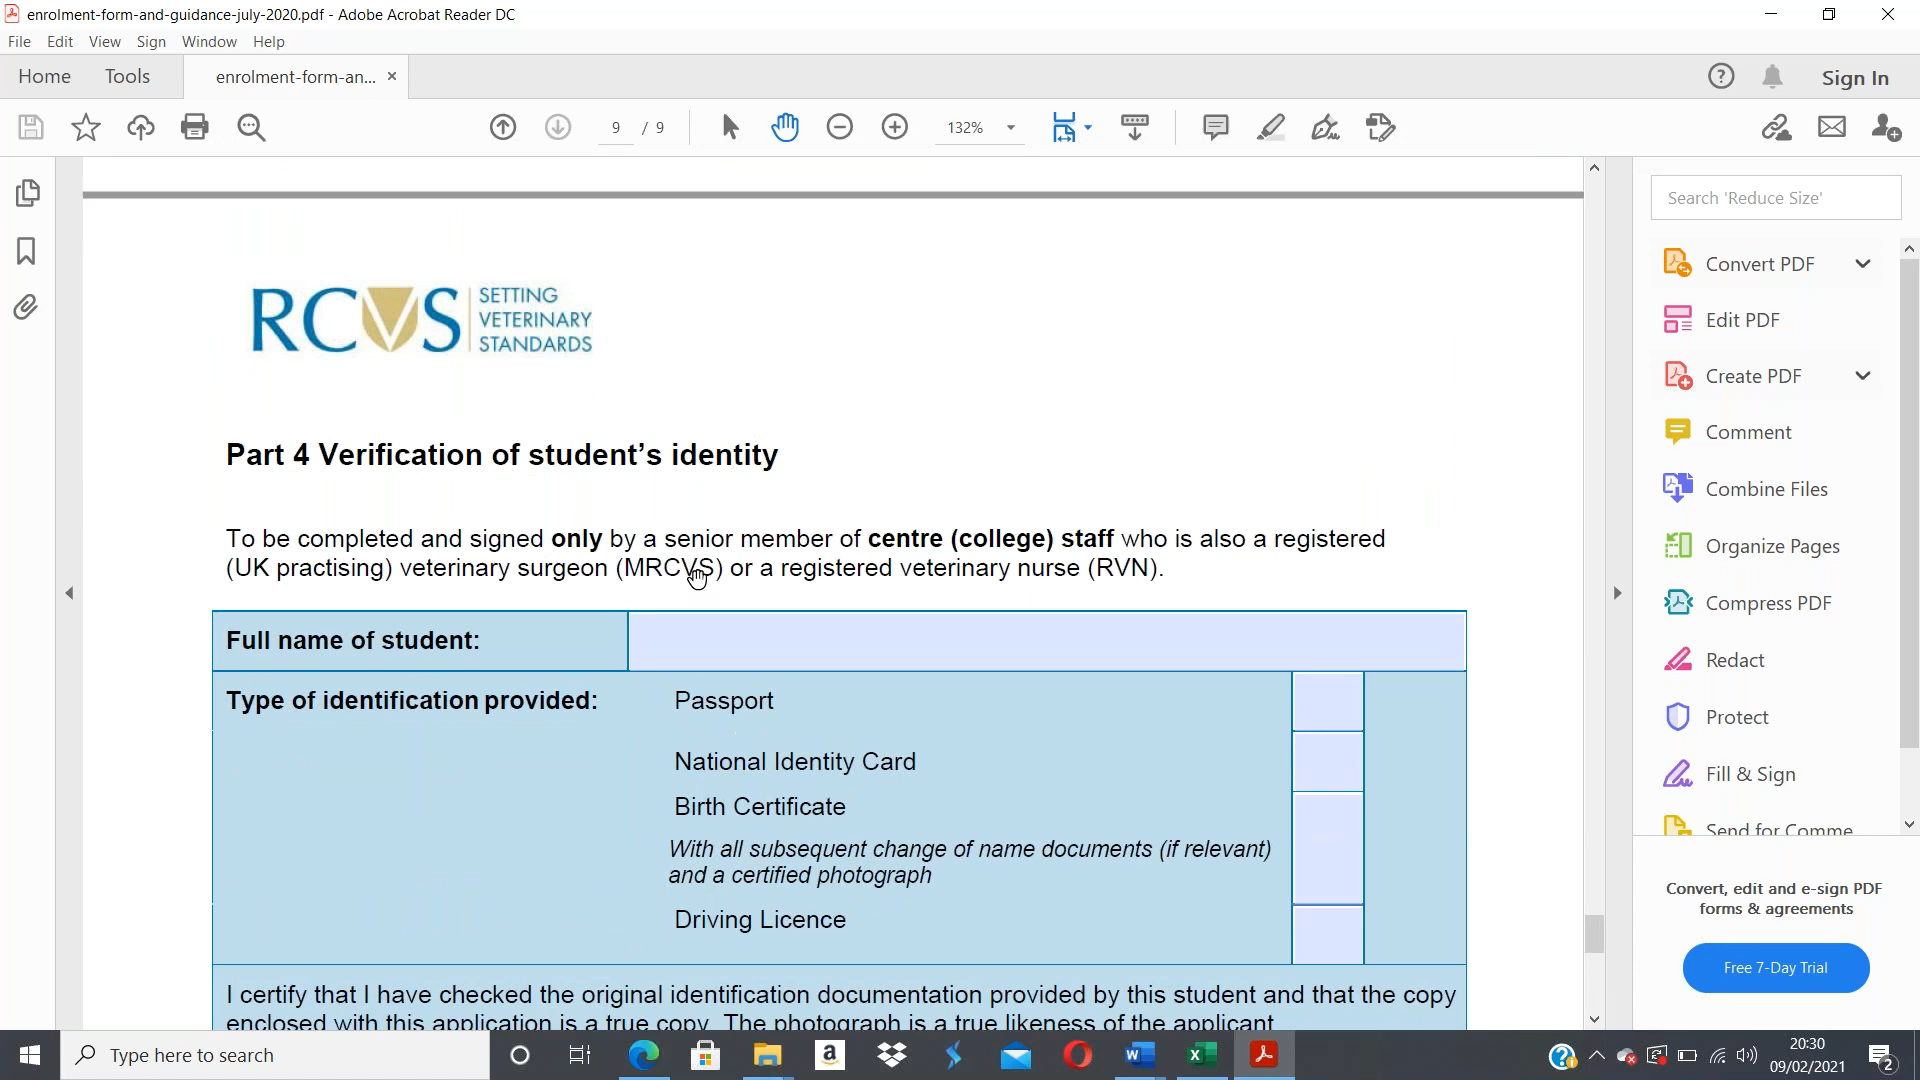 enrolment-form-and-guidance-july-2020.pdf - Adobe Acrobat Reader DC
File Edit View Sign Window Help
Home Tools enrolment-form-an... × Sign In
9 / 9 132%
Search 'Reduce Size'
RCVS SETTING
VETERINARY
STANDARDS
Part 4 Verification of student’s identity
To be completed and signed only by a senior member of centre (college) staff who is also a registered
(UK practising) veterinary surgeon (MRCVS) or a registered veterinary nurse (RVN).
Full name of student:
Type of identification provided: Passport
National Identity Card
Birth Certificate
With all subsequent change of name documents (if relevant)
and a certified photograph
Driving Licence
I certify that I have checked the original identification documentation provided by this student and that the copy
enclosed with this application is a true copy. The photograph is a true likeness of the applicant
Convert PDF
Edit PDF
Create PDF
Comment
Combine Files
Organize Pages
Compress PDF
Redact
Protect
Fill & Sign
Send for Comme
Convert, edit and e-sign PDF
forms & agreements
Free 7-Day Trial
Type here to search
20:30
09/02/2021
2